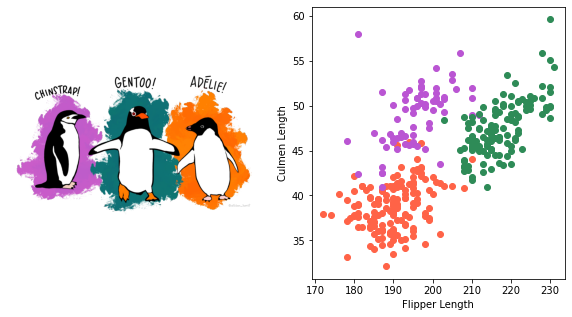 CHINSTRAP!
GENTOO!
ADÉLIE!
60
55
50
45
40
35
Culmen Length
170 180 190 200 210 220 230
Flipper Length